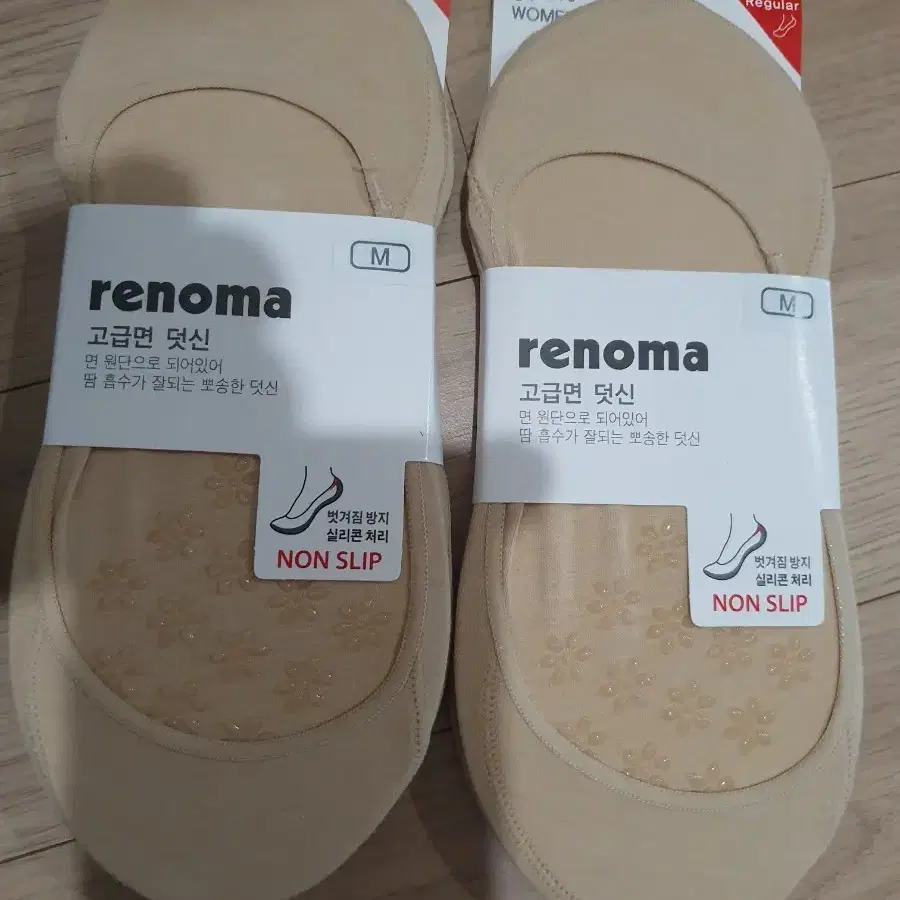 M
renoma
고급면 덧신
면 원단으로 되어있어
땀 흡수가 잘되는 뽀송한 덧신
벗겨짐 방지
실리콘 처리
NON SLIP
Regular
M
renoma
고급면 덧신
면 원단으로 되어있어
땀 흡수가 잘되는 뽀송한 덧신
벗겨짐 방지
실리콘 처리
NON SLIP